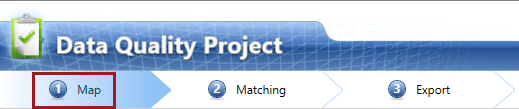 Data Quality Project
1 Map 2 Matching 3 Export